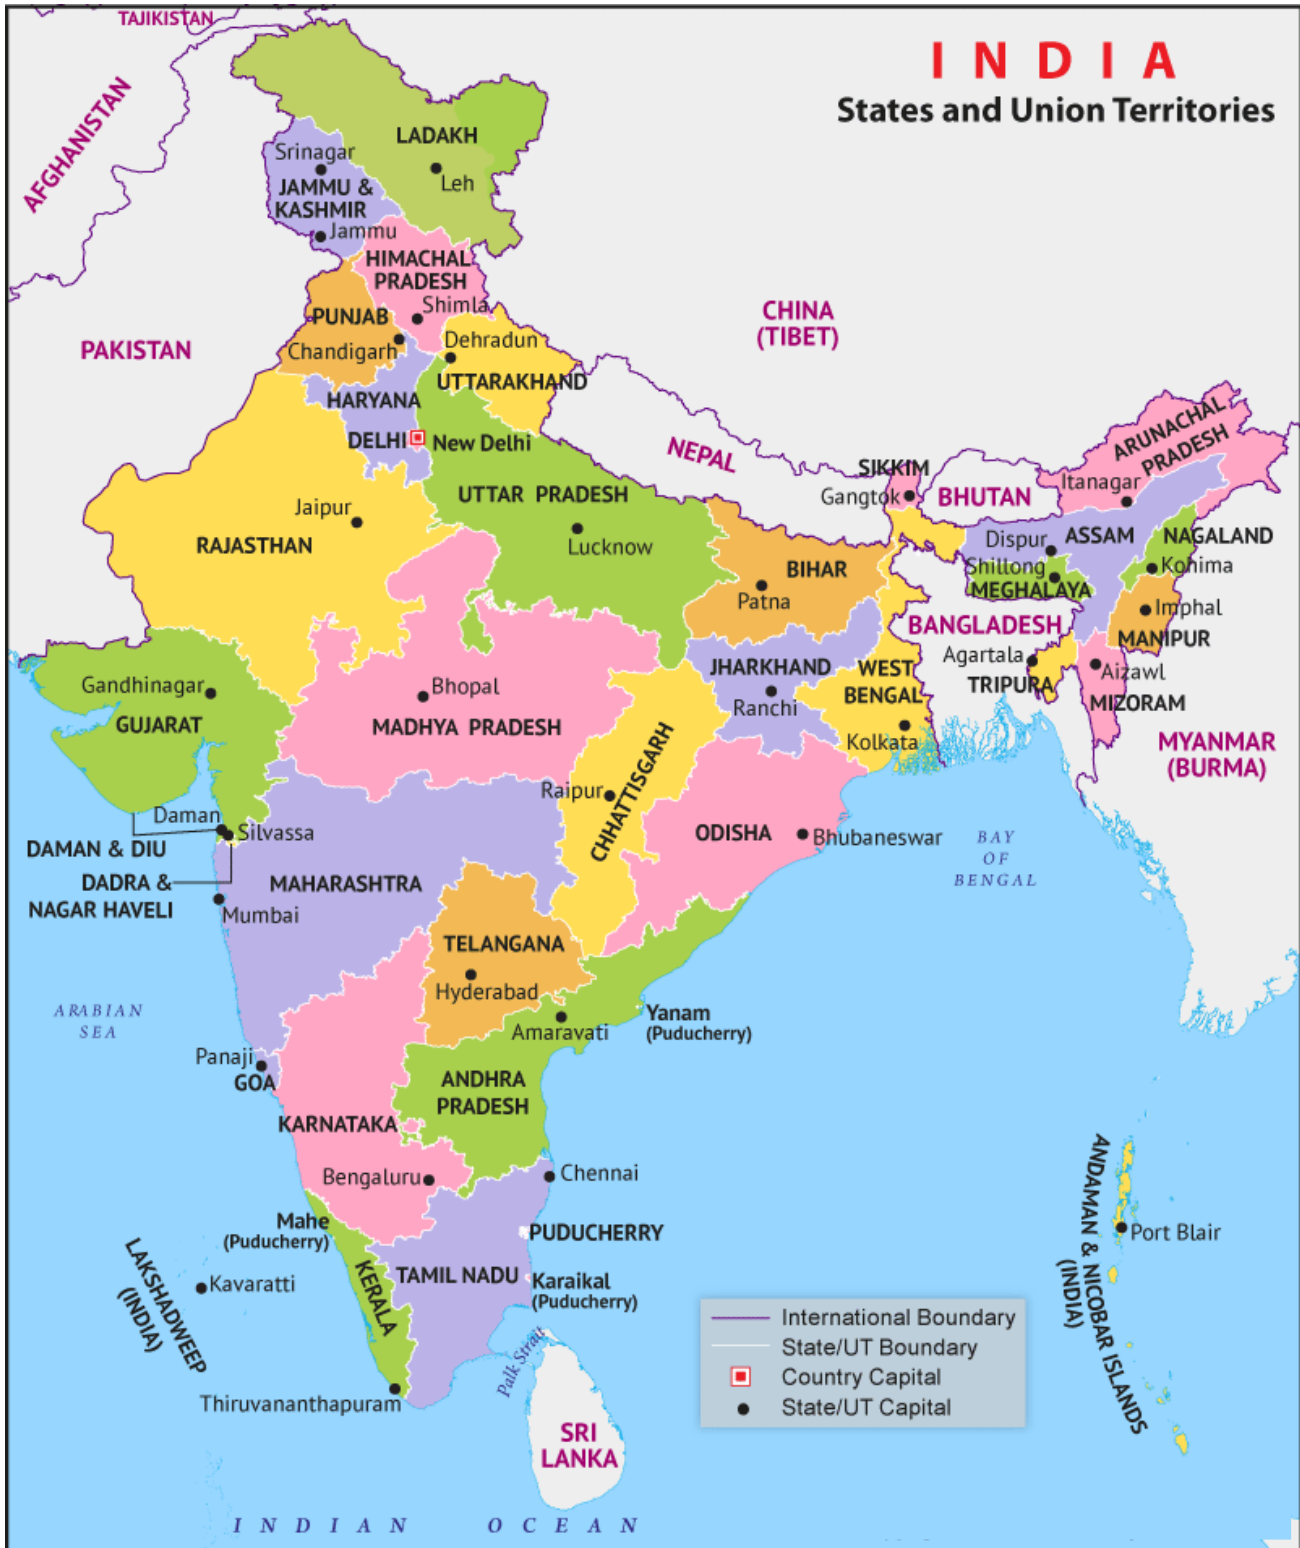 TAJIKISTAN
INDIA
States and Union Territories
AFGHANISTAN
LADAKH
Srinagar
Leh
JAMMU &
KASHMIR
Jammu
HIMACHAL
PRADESH
Shimla
CHINA
(TIBET)
PUNJAB
Chandigarh
Dehradun
PAKISTAN
UTTARAKHAND
HARYANA
DELHI
New Delhi
NEPAL
SIKKIM
Gangtok
BHUTAN
ARUNACHAL
PRADESH
Itanagar
UTTAR PRADESH
Lucknow
Jaipur
RAJASTHAN
BIHAR
Patna
Dispur
ASSAM
NAGALAND
Shillong
Kohima
MEGHALAYA
Imphal
MANIPUR
BANGLADESH
Agartala
TRIPURA
Aizawl
MIZORAM
JHARKHAND
Ranchi
WEST
BENGAL
Kolkata
MYANMAR
(BURMA)
Gandhinagar
GUJARAT
Bhopal
MADHYA PRADESH
Raipur
CHHATTISGARH
ODISHA
Bhubaneswar
BAY
OF
BENGAL
Daman
Silvassa
DAMAN & DIU
DADRA &
NAGAR HAVELI
MAHARASHTRA
Mumbai
TELANGANA
Hyderabad
ARABIAN
SEA
Amaravati
Yanam
(Puducherry)
Panaji
GOA
ANDHRA
PRADESH
KARNATAKA
Bengaluru
Chennai
Mahe
(Puducherry)
PUDUCHERRY
LAKSHADWEEP
(INDIA)
Kavaratti
KERALA
TAMIL NADU
Karaikal
(Puducherry)
Palk Strait
Thiruvananthapuram
SRI
LANKA
ANDAMAN & NICOBAR ISLANDS
(INDIA)
Port Blair
International Boundary
State/UT Boundary
Country Capital
State/UT Capital
INDIAN OCEAN